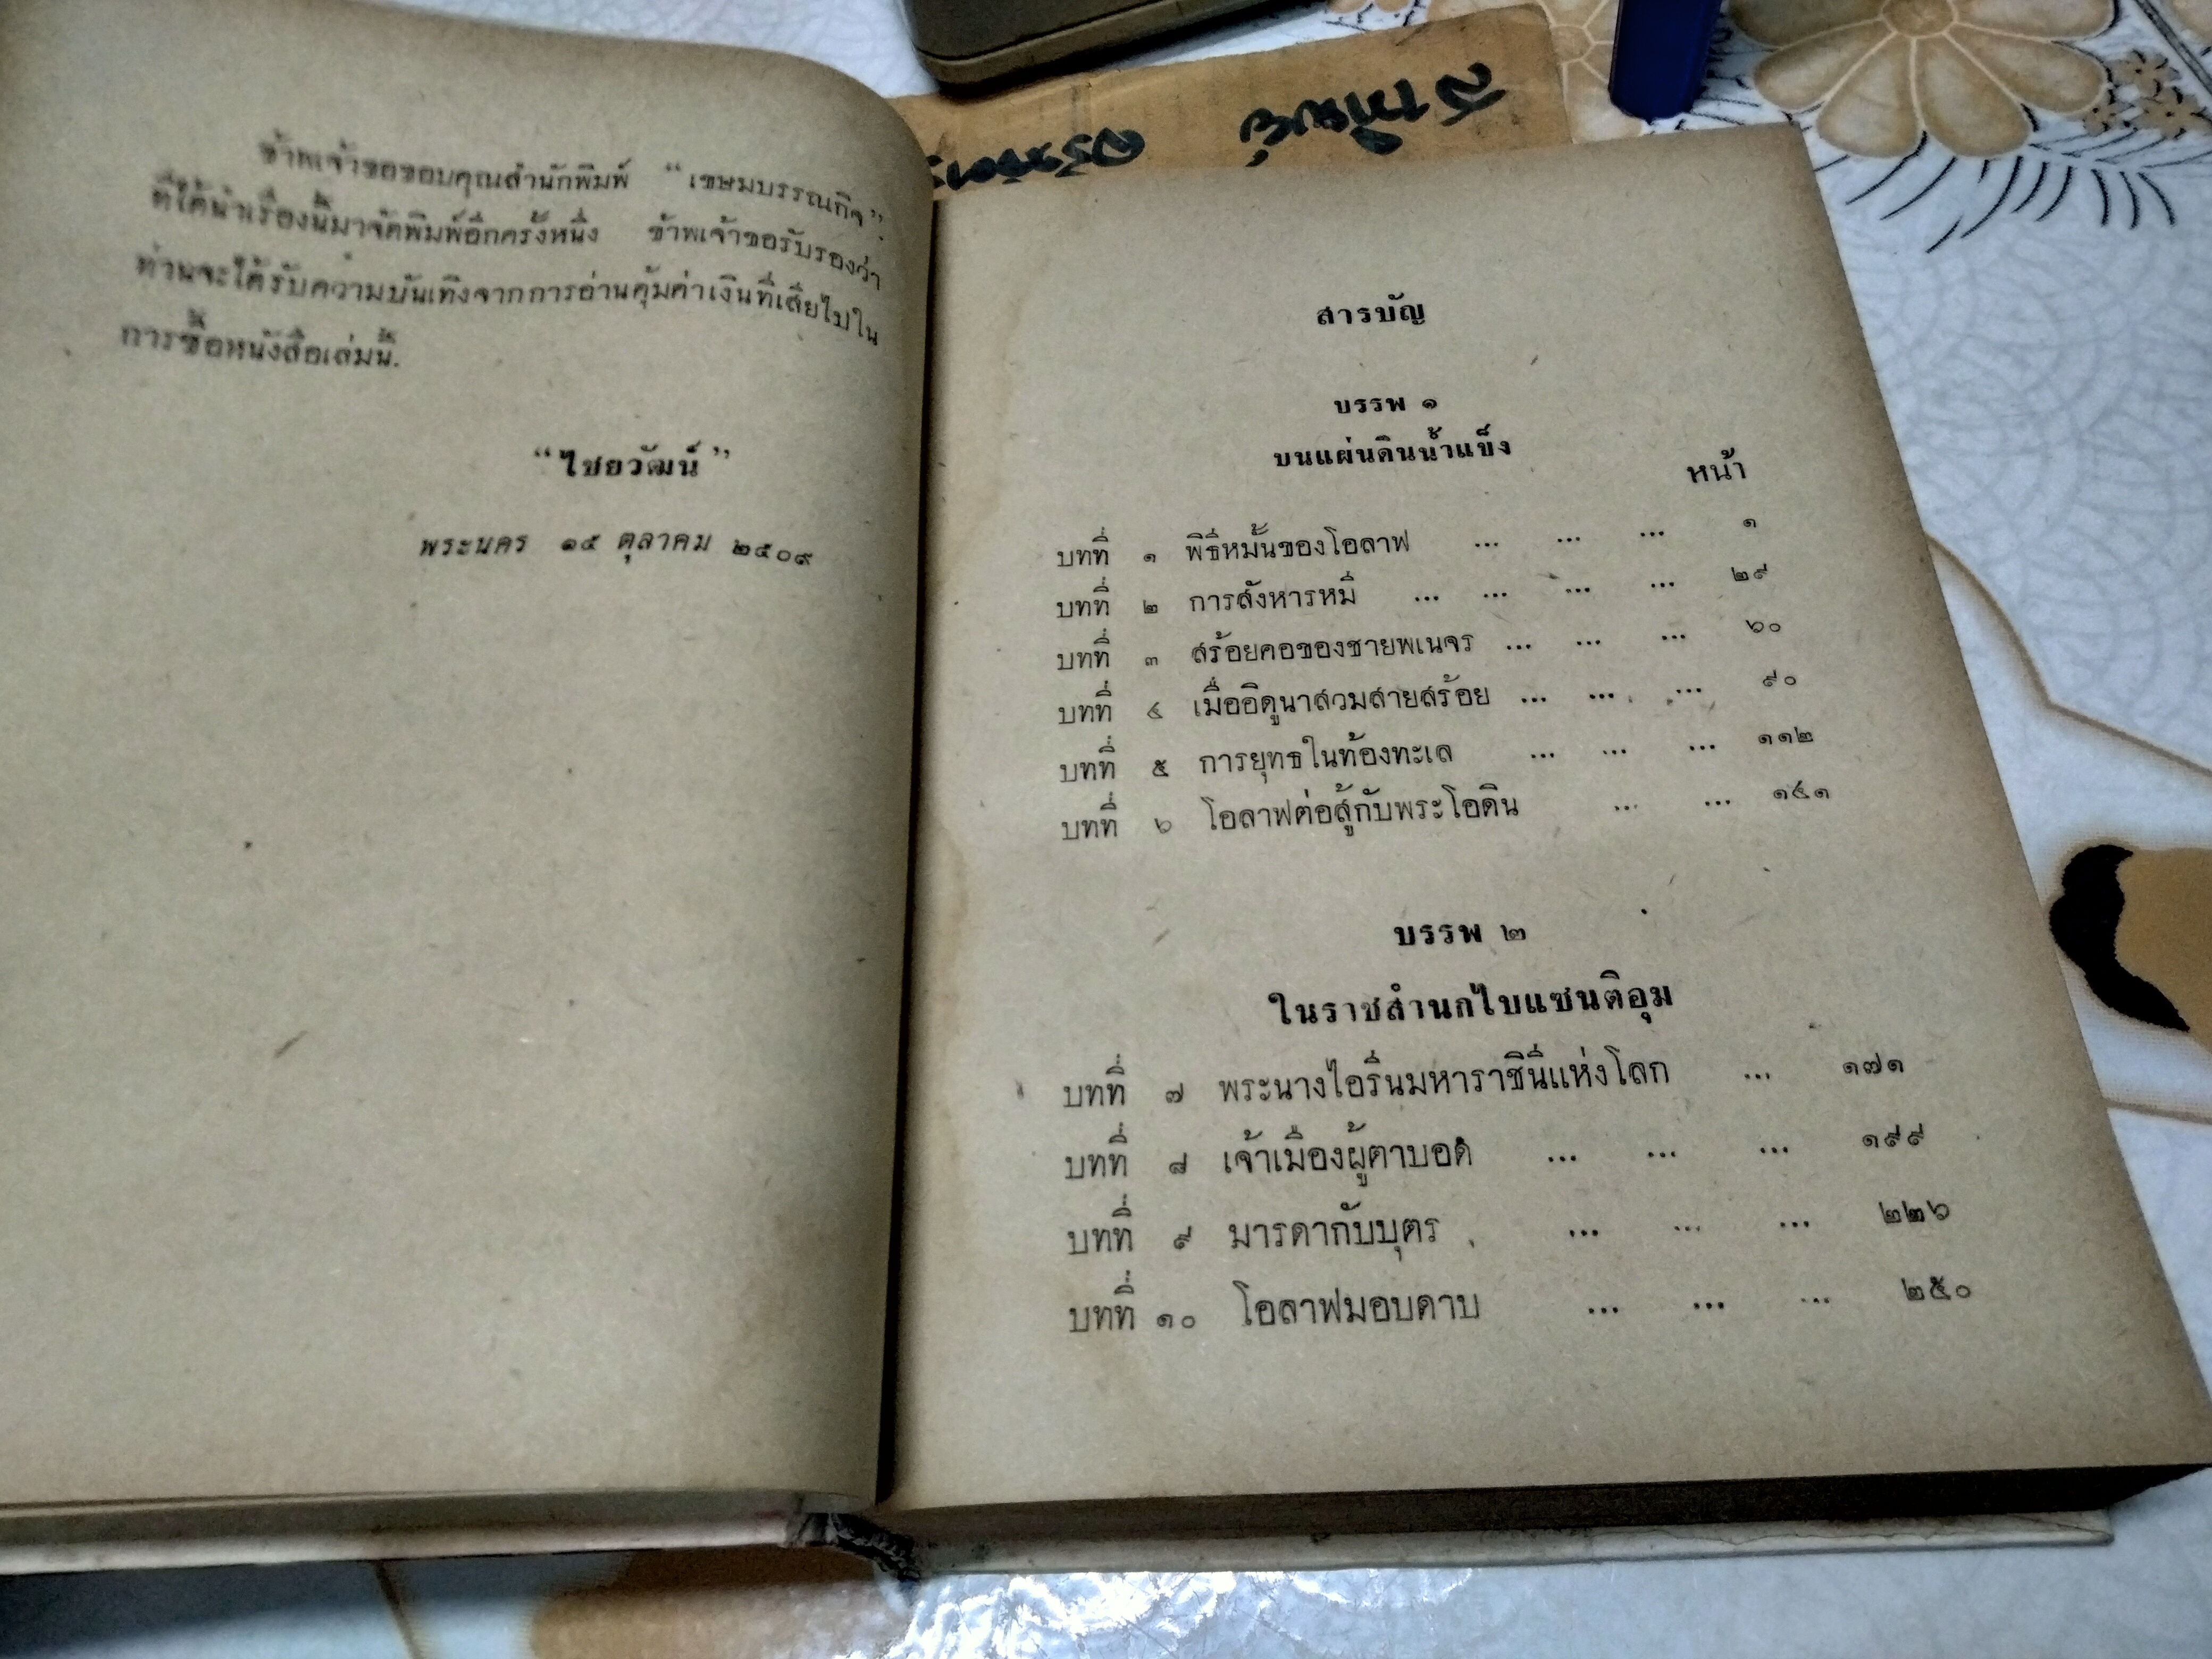 ข้าพเจ้าขอขอบคุณสำนักพิมพ์ “เขษมบรรณกิจ”
ที่ได้นำเรื่องนี้มาจัดพิมพ์อีกครั้งหนึ่ง ข้าพเจ้าขอรับรองว่า
ท่านจะได้รับความบันเทิงจากการอ่านคุ้มค่าเงินที่เสียไปใน
การซื้อหนังสือเล่มนี้.
“ไชยวัฒน์”
พระนคร ๑๕ ตุลาคม ๒๕๐๙
สารบัญ
บรรพ ๑
บนแผ่นดินน้ำแข็ง
หน้า
บทที่ ๑ พิธีหมั้นของโอลาฟ ... ... ... ๑
บทที่ ๒ การสังหารหมี ... ... ... ... ๒๙
บทที่ ๓ สร้อยคอของชายพเนจร ... ... ... ๖๐
บทที่ ๔ เมื่ออิดูนาสวมสายสร้อย ... ... ... ๙๐
บทที่ ๕ การยุทธในท้องทะเล ... ... ... ๑๑๒
บทที่ ๖ โอลาฟต่อสู้กับพระโอดิน ... ... ๑๔๑
บรรพ ๒
ในราชสำนกไบแซนติอุม
บทที่ ๗ พระนางไอรีนมหาราชินีแห่งโลก ... ๑๗๑
บทที่ ๘ เจ้าเมืองผู้ตาบอด ... ... ... ๑๙๙
บทที่ ๙ มารดากับบุตร ... ... ... ๒๒๖
บทที่ ๑๐ โอลาฟมอบดาบ ... ... ... ๒๕๐